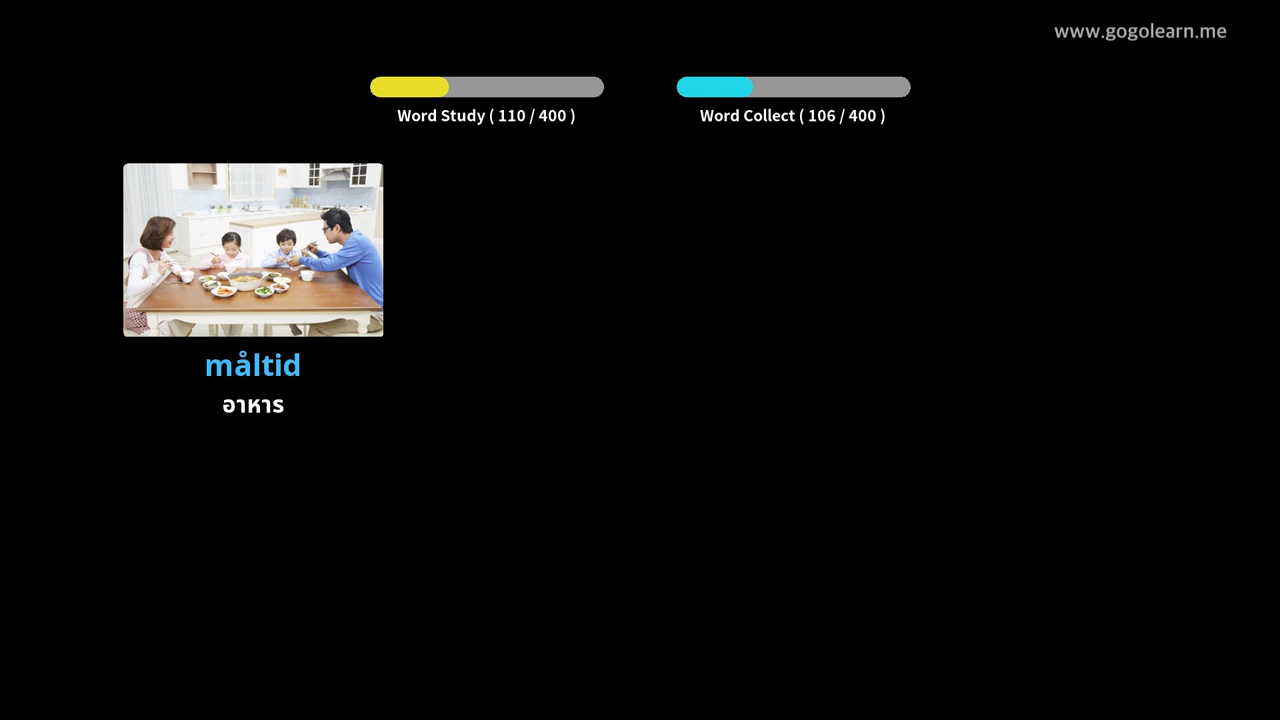 www.gogolearn.me
Word Study ( 110 / 400 )
Word Collect ( 106 / 400 )
måltid
อาหาร